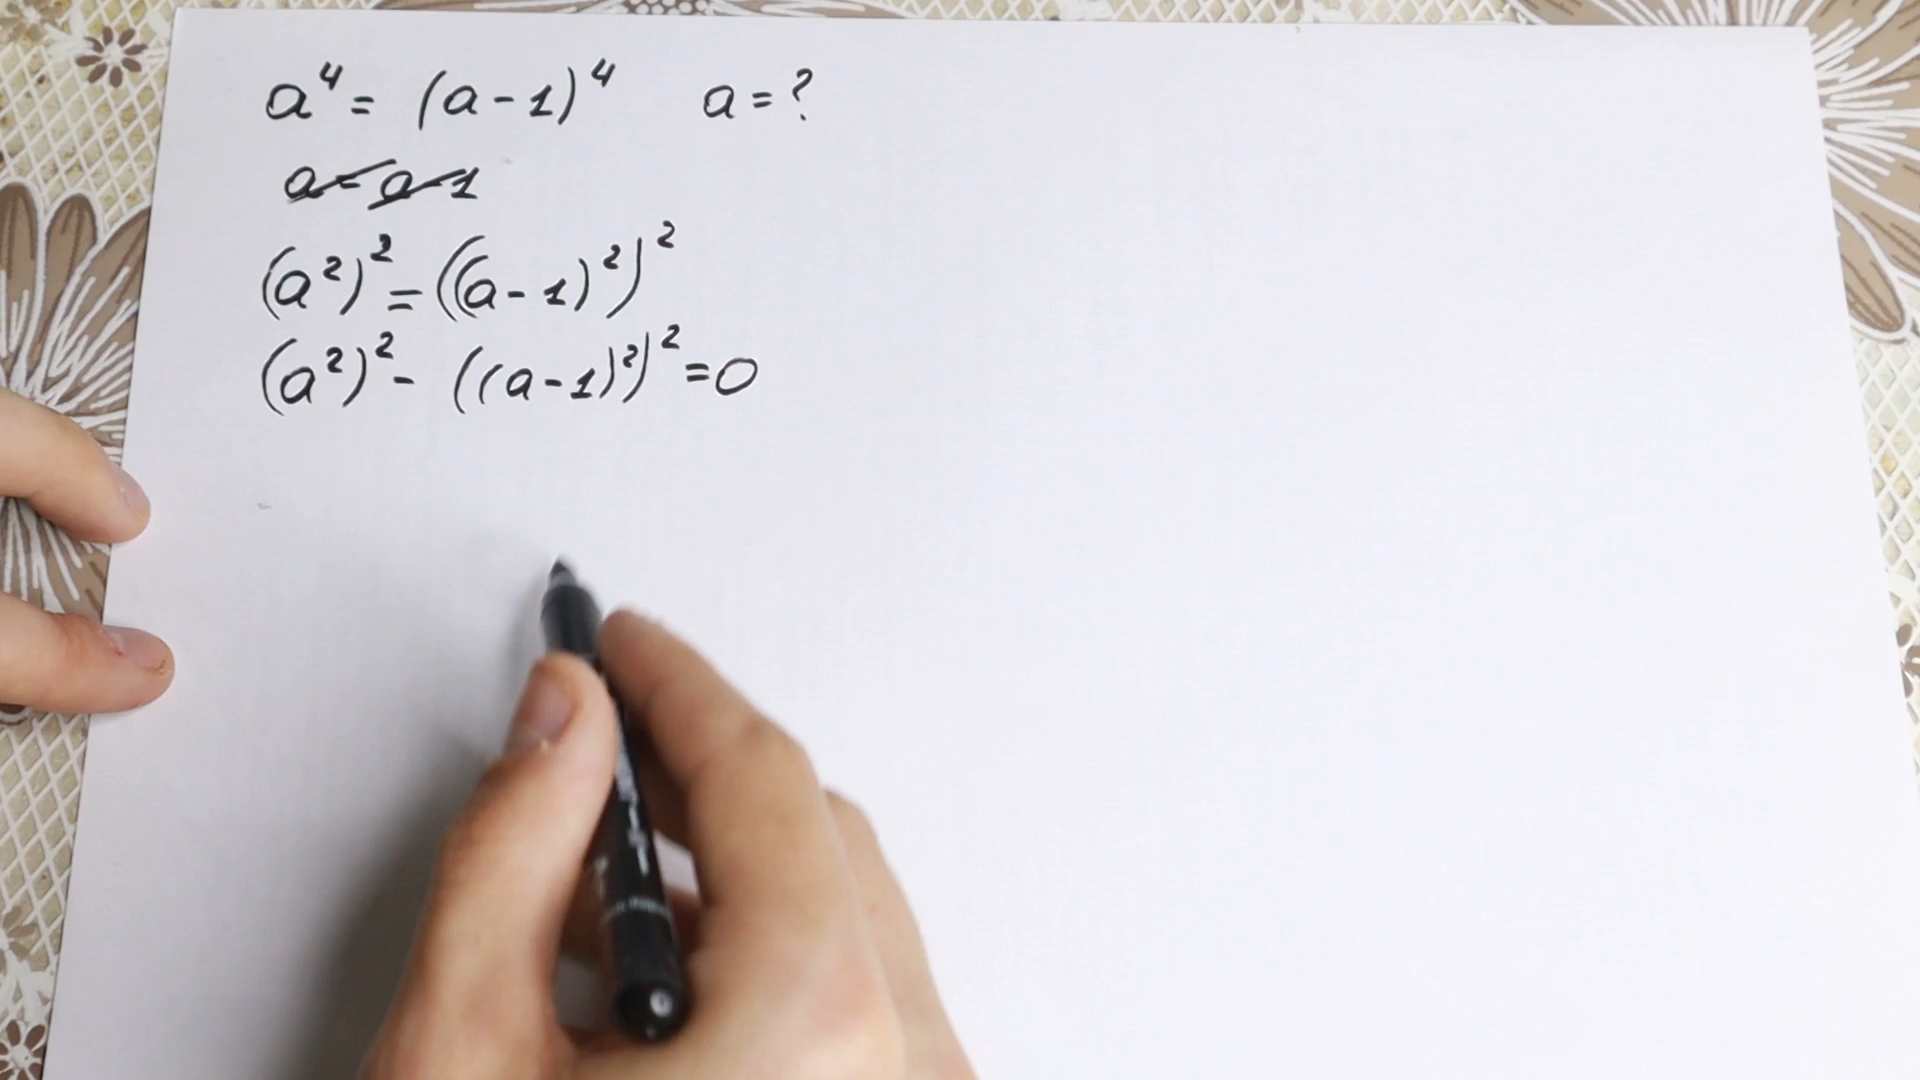 a⁴ = (a-1)⁴ a = ?
a = a-1
(a²)² = ((a-1)²)²
(a²)² - ((a-1)²)² = 0